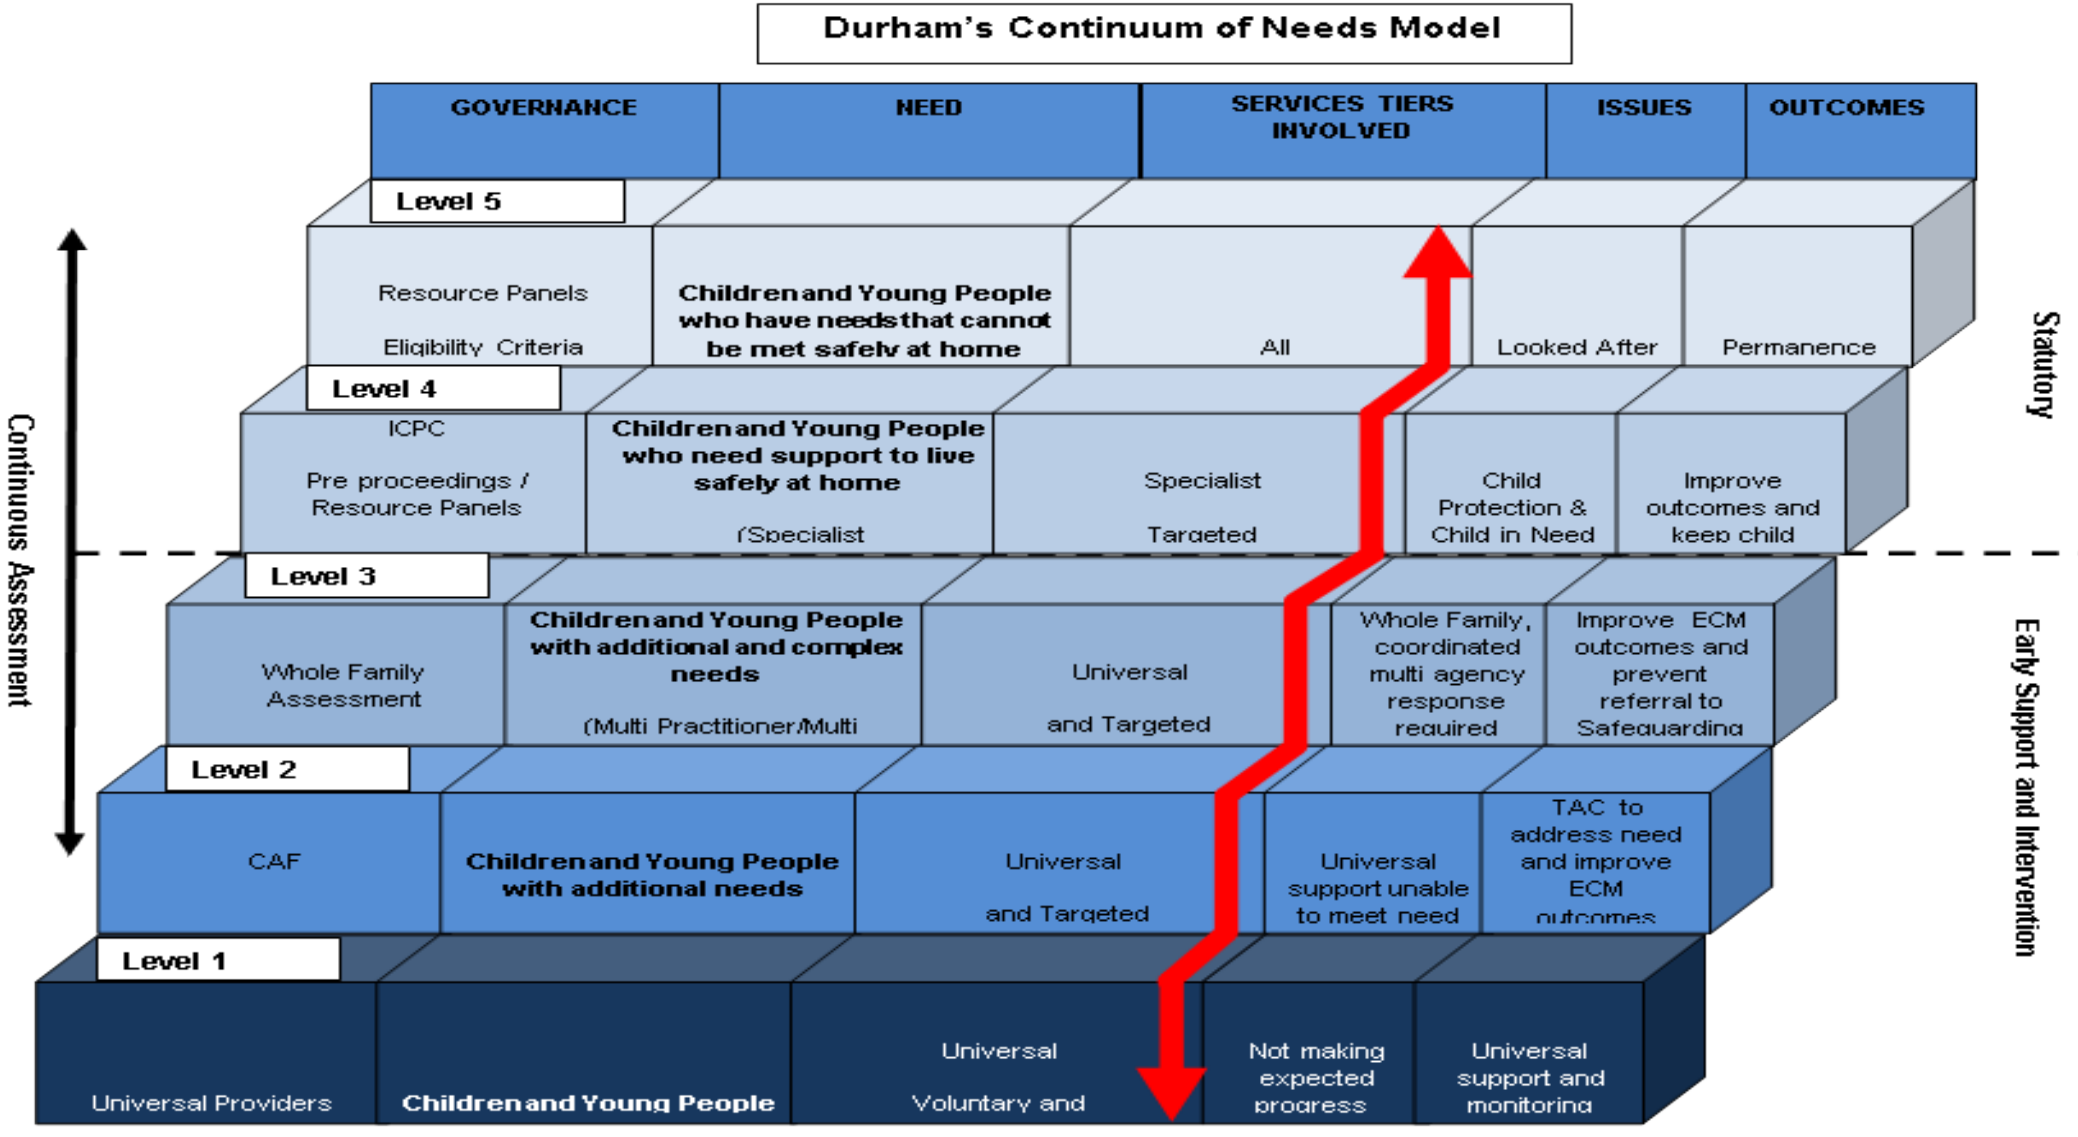 Durham's Continuum of Needs Model
GOVERNANCE
NEED
SERVICES TIERS
INVOLVED
ISSUES
OUTCOMES
Level 5
Resource Panels
Eligibility Criteria
Children and Young People
who have needs that cannot
be met safely at home
All
Looked After
Permanence
Level 4
ICPC
Pre proceedings /
Resource Panels
Children and Young People
who need support to live
safely at home
(Specialist
Specialist
Targeted
Child
Protection &
Child in Need
Improve
outcomes and
keep child
Level 3
Whole Family
Assessment
Children and Young People
with additional and complex
needs
(Multi Practitioner/Multi
Universal
and Targeted
Whole Family,
coordinated
multi agency
response
required
Improve ECM
outcomes and
prevent
referral to
Safeguarding
Level 2
CAF
Children and Young People
with additional needs
Universal
and Targeted
Universal
support unable
to meet need
TAC to
address need
and improve
ECM
outcomes
Level 1
Universal Providers
Children and Young People
Universal
Voluntary and
Not making
expected
progress
Universal
support and
monitoring
Continuous Assessment
Statutory
Early Support and Intervention